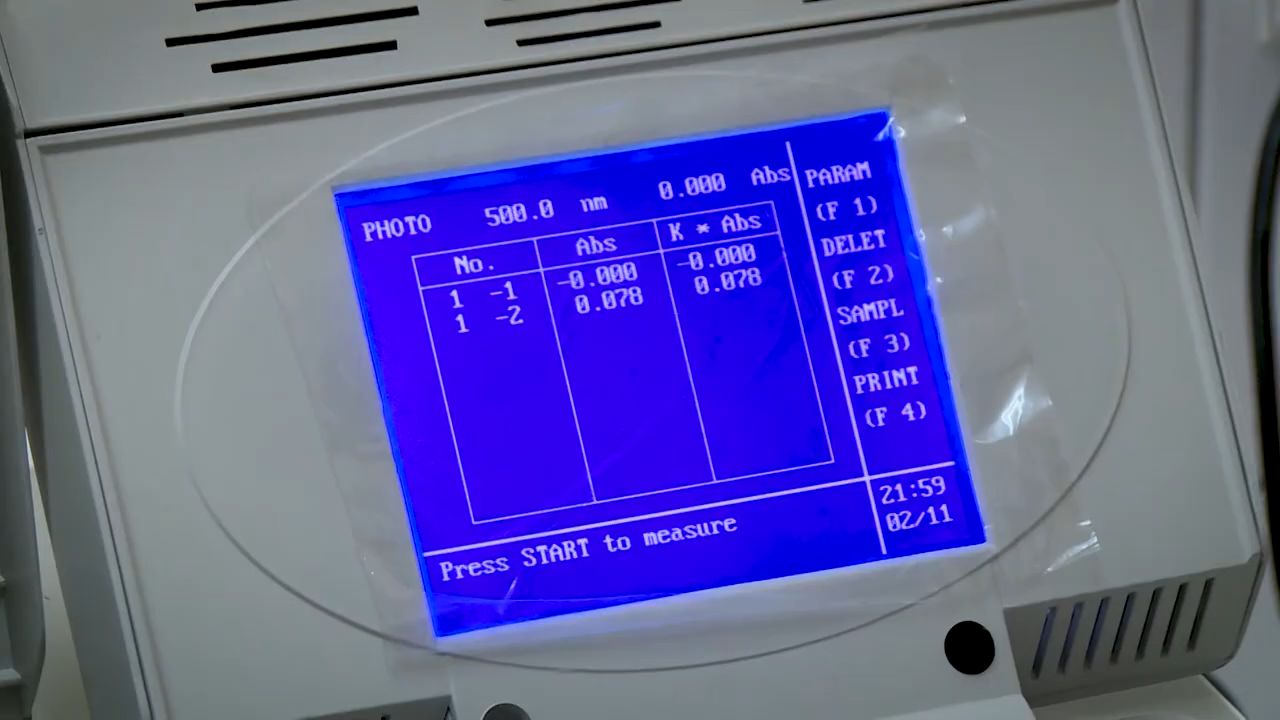 PHOTO 500.0 nm 0.000 Abs
No. Abs K * Abs
1 -1 -0.000 -0.000
1 -2 0.078 0.078
PARAM
(F 1)
DELET
(F 2)
SAMPL
(F 3)
PRINT
(F 4)
Press START to measure
21:59
02/11